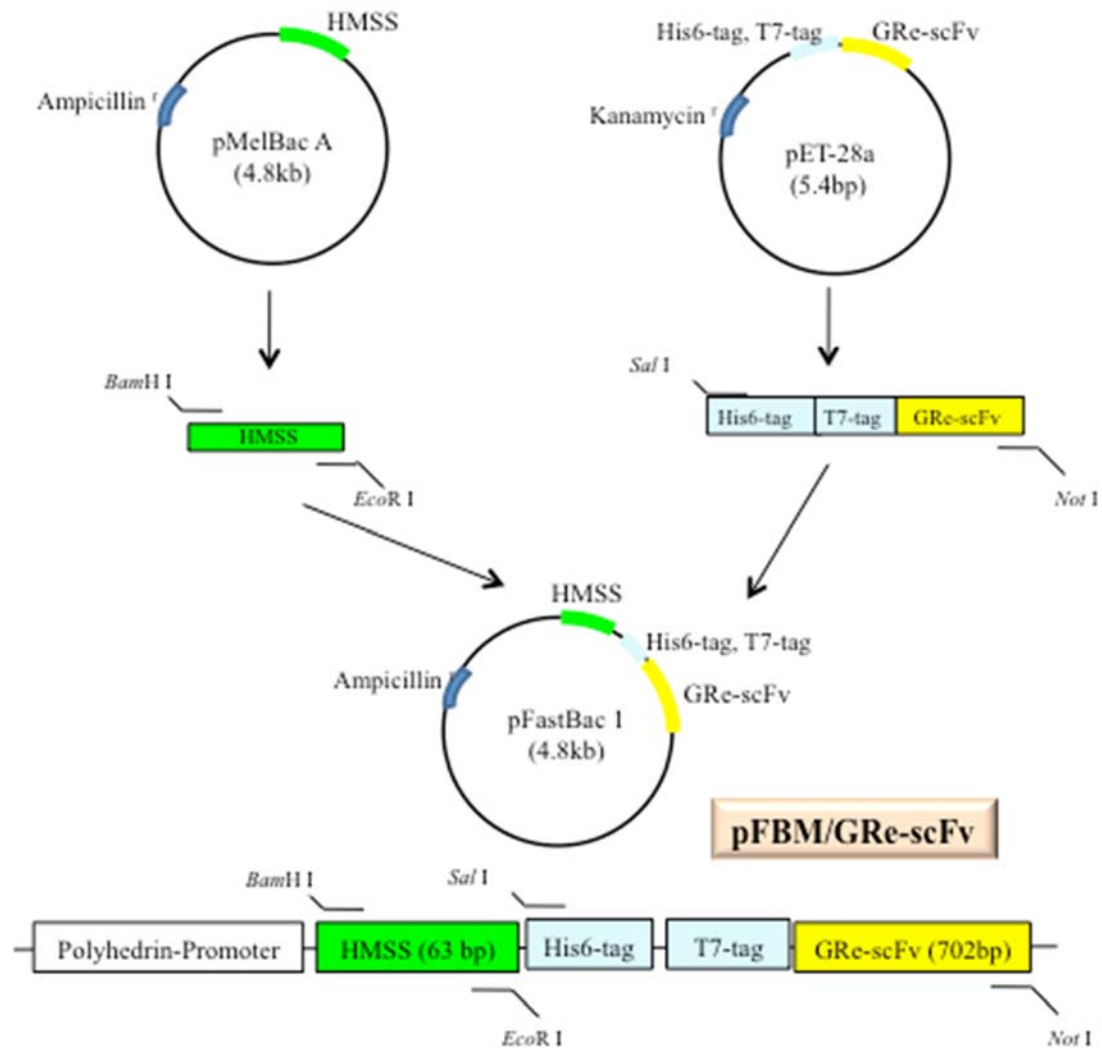 HMSS
Ampicillin r
pMelBac A
(4.8kb)
His6-tag, T7-tag
GRe-scFv
Kanamycin r
pET-28a
(5.4bp)
BamH I
HMSS
EcoR I
Sal I
His6-tag T7-tag GRe-scFv
Not I
HMSS
His6-tag, T7-tag
Ampicillin r
GRe-scFv
pFastBac 1
(4.8kb)
pFBM/GRe-scFv
BamH I
Sal I
Polyhedrin-Promoter HMSS (63 bp) His6-tag T7-tag GRe-scFv (702bp)
EcoR I
Not I